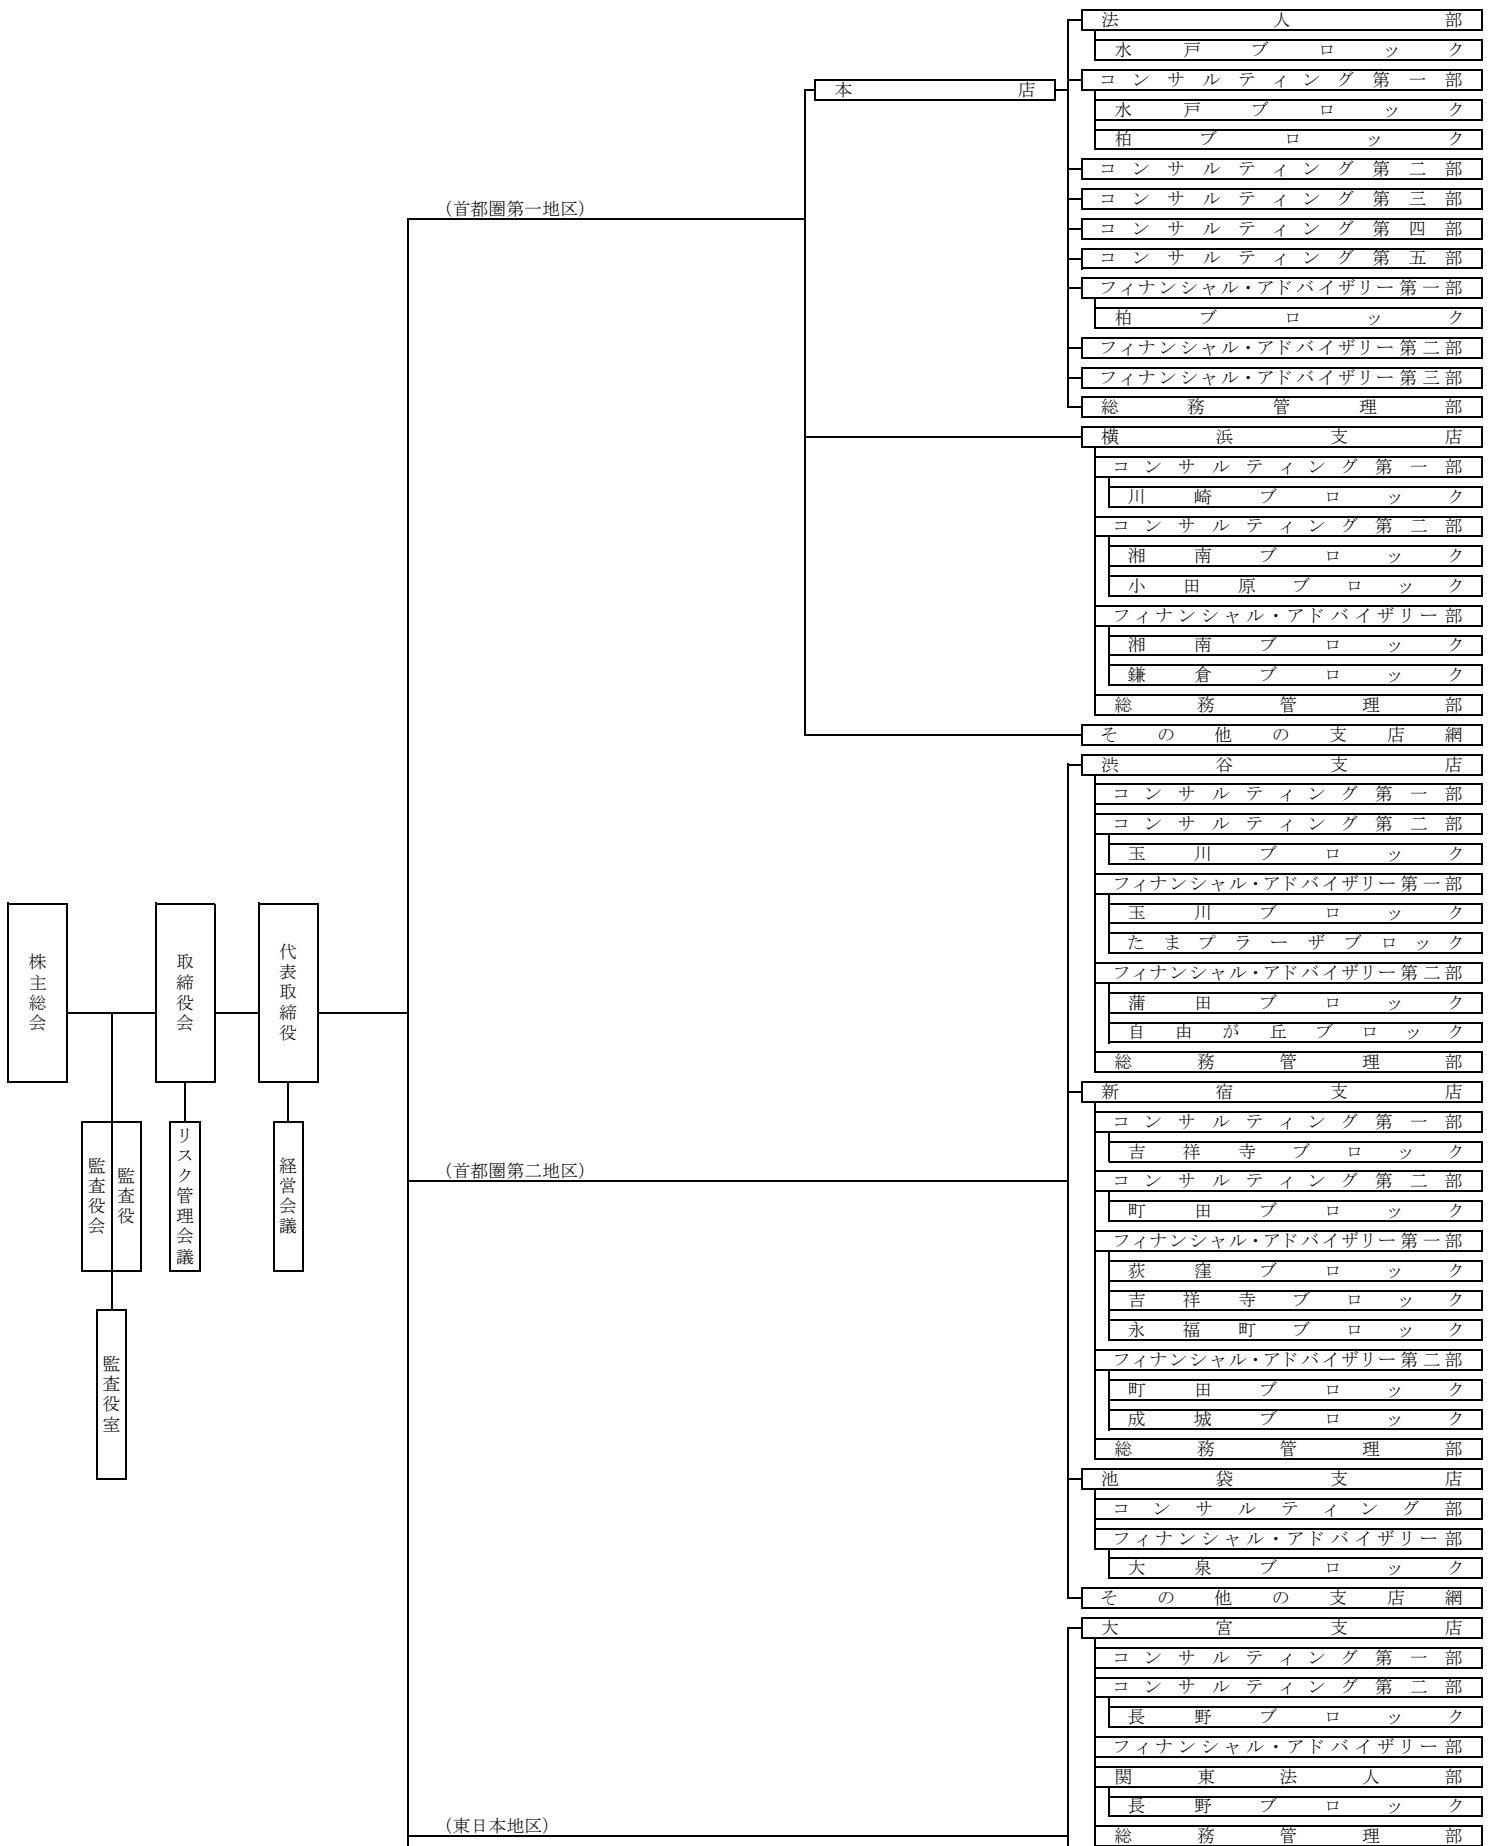 株主総会
取締役会
代表取締役
監査役会
監査役
リスク管理会議
経営会議
監査役室
（首都圏第一地区）
本店
法人部
水戸ブロック
コンサルティング第一部
水戸ブロック
柏ブロック
コンサルティング第二部
コンサルティング第三部
コンサルティング第四部
コンサルティング第五部
フィナンシャル・アドバイザリー第一部
柏ブロック
フィナンシャル・アドバイザリー第二部
フィナンシャル・アドバイザリー第三部
総務管理部
横浜支店
コンサルティング第一部
川崎ブロック
コンサルティング第二部
湘南ブロック
小田原ブロック
フィナンシャル・アドバイザリー部
湘南ブロック
鎌倉ブロック
総務管理部
その他の支店網
（首都圏第二地区）
渋谷支店
コンサルティング第一部
コンサルティング第二部
玉川ブロック
フィナンシャル・アドバイザリー第一部
玉川ブロック
たまプラーザブロック
フィナンシャル・アドバイザリー第二部
蒲田ブロック
自由が丘ブロック
総務管理部
新宿支店
コンサルティング第一部
吉祥寺ブロック
コンサルティング第二部
町田ブロック
フィナンシャル・アドバイザリー第一部
荻窪ブロック
吉祥寺ブロック
永福町ブロック
フィナンシャル・アドバイザリー第二部
町田ブロック
成城ブロック
総務管理部
池袋支店
コンサルティング部
フィナンシャル・アドバイザリー部
大泉ブロック
その他の支店網
（東日本地区）
大宮支店
コンサルティング第一部
コンサルティング第二部
長野ブロック
フィナンシャル・アドバイザリー部
関東法人部
長野ブロック
総務管理部